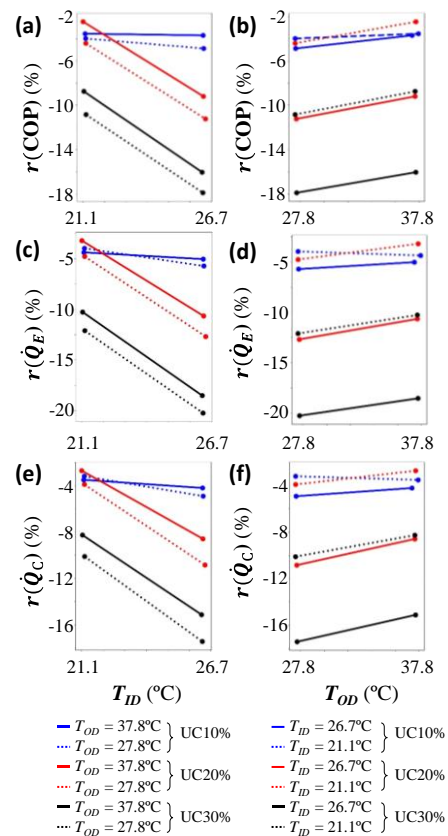 (a)
r(COP) (%)
-2
-6
-10
-14
-18
21.1 26.7
(b)
r(COP) (%)
-2
-6
-10
-14
-18
27.8 37.8
(c)
r(Q̇E) (%)
-5
-10
-15
-20
21.1 26.7
(d)
r(Q̇E) (%)
-5
-10
-15
-20
27.8 37.8
(e)
r(Q̇C) (%)
-4
-8
-12
-16
21.1 26.7
TID (ºC)
(f)
r(Q̇C) (%)
-4
-8
-12
-16
27.8 37.8
TOD (ºC)
TOD = 37.8ºC
TOD = 27.8ºC
UC10%
TOD = 37.8ºC
TOD = 27.8ºC
UC20%
TOD = 37.8ºC
TOD = 27.8ºC
UC30%
TID = 26.7ºC
TID = 21.1ºC
UC10%
TID = 26.7ºC
TID = 21.1ºC
UC20%
TID = 26.7ºC
TID = 21.1ºC
UC30%